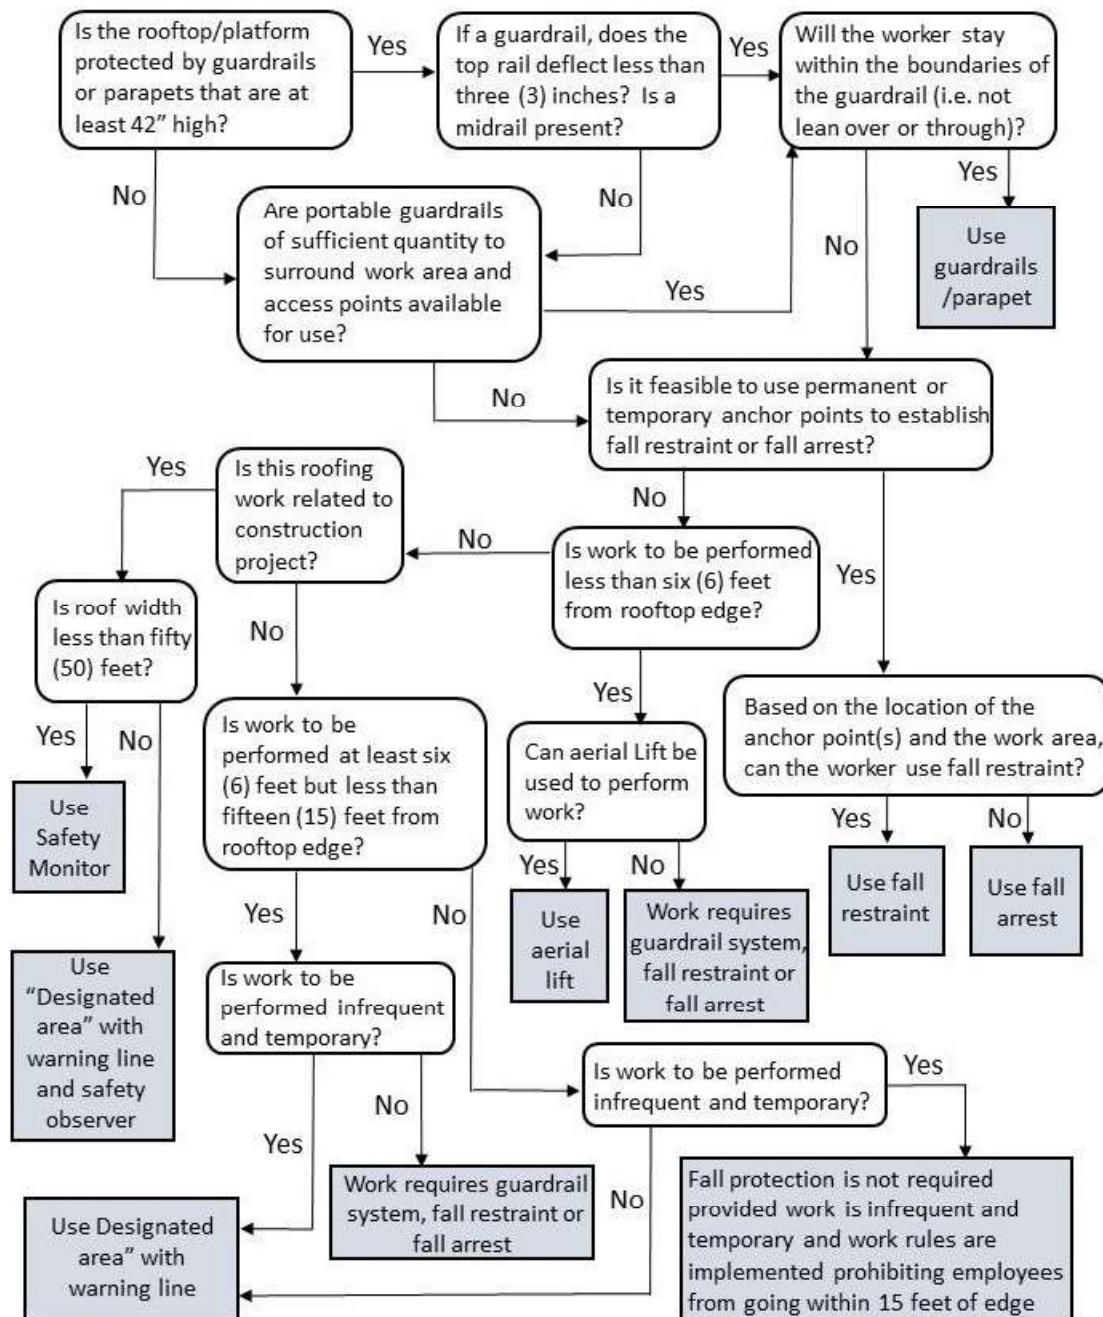 Is the rooftop/platform
protected by guardrails
or parapets that are at
least 42” high?
Yes
If a guardrail, does the
top rail deflect less than
three (3) inches? Is a
midrail present?
Yes
Will the worker stay
within the boundaries of
the guardrail (i.e. not
lean over or through)?
No
Are portable guardrails
of sufficient quantity to
surround work area and
access points available
for use?
No
Yes
No
Yes
Use
guardrails
/parapet
No
Is it feasible to use permanent or
temporary anchor points to establish
fall restraint or fall arrest?
Yes
Is this roofing
work related to
construction
project?
No
No
Is work to be performed
less than six (6) feet
from rooftop edge?
Yes
Is roof width
less than fifty
(50) feet?
No
Yes
Based on the location of the
anchor point(s) and the work area,
can the worker use fall restraint?
Yes
No
Is work to be
performed at least six
(6) feet but less than
fifteen (15) feet from
rooftop edge?
Can aerial Lift be
used to perform
work?
Use
Safety
Monitor
Yes
No
Yes
No
Use fall
restraint
Use fall
arrest
Yes
No
Use
aerial
lift
Work requires
guardrail system,
fall restraint or
fall arrest
Use
“Designated
area” with
warning line
and safety
observer
Is work to be
performed infrequent
and temporary?
Is work to be performed
infrequent and temporary?
Yes
Yes
No
No
Work requires guardrail
system, fall restraint or
fall arrest
Use Designated
area” with
warning line
Fall protection is not required
provided work is infrequent and
temporary and work rules are
implemented prohibiting employees
from going within 15 feet of edge